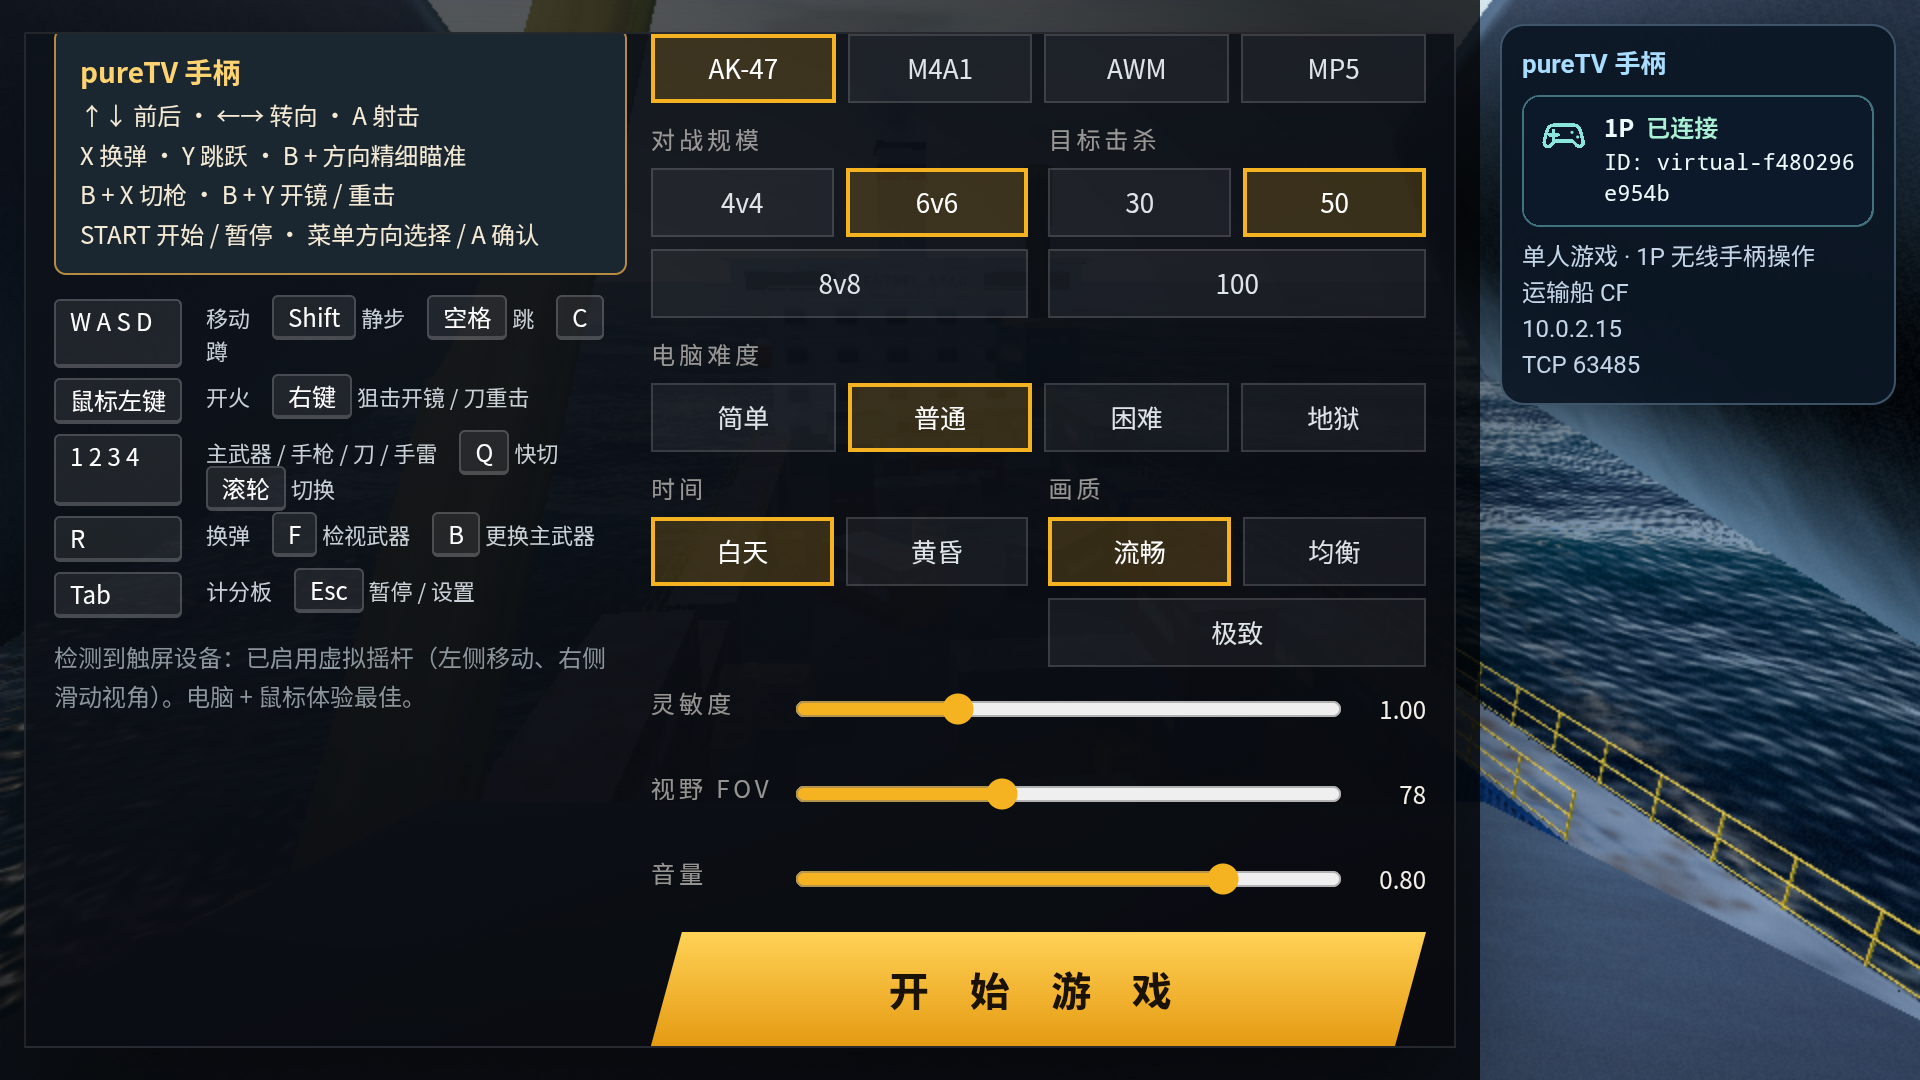 pureTV 手柄
↑↓ 前后 · ←→ 转向 · A 射击
X 换弹 · Y 跳跃 · B + 方向精细瞄准
B + X 切枪 · B + Y 开镜 / 重击
START 开始 / 暂停 · 菜单方向选择 / A 确认
W A S D 移动 Shift 静步 空格 跳 C
蹲
鼠标左键 开火 右键 狙击开镜 / 刀重击
1 2 3 4 主武器 / 手枪 / 刀 / 手雷 Q 快切
滚轮 切换
R 换弹 F 检视武器 B 更换主武器
Tab 计分板 Esc 暂停 / 设置
检测到触屏设备：已启用虚拟摇杆（左侧移动、右侧
滑动视角）。电脑 + 鼠标体验最佳。
AK-47 M4A1 AWM MP5
对战规模 目标击杀
4v4 6v6 30 50
8v8 100
电脑难度
简单 普通 困难 地狱
时间 画质
白天 黄昏 流畅 均衡
极致
灵敏度 1.00
视野 FOV 78
音量 0.80
开始游戏
pureTV 手柄
1P 已连接
ID: virtual-f480296
e954b
单人游戏 · 1P 无线手柄操作
运输船 CF
10.0.2.15
TCP 63485